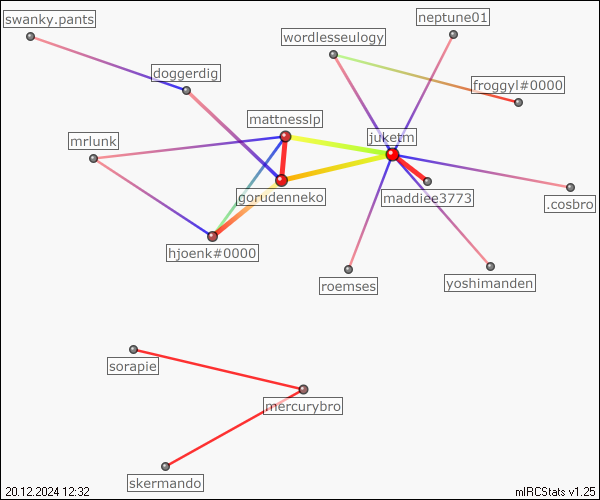 swanky.pants
neptune01
wordlesseulogy
doggerdig
froggyl#0000
mattnesslp
juketm
mrlunk
gorudenneko
maddiee3773
.cosbro
hjoenk#0000
roemses
yoshimanden
sorapie
mercurybro
skermando
20.12.2024 12:32
mIRCStats v1.25